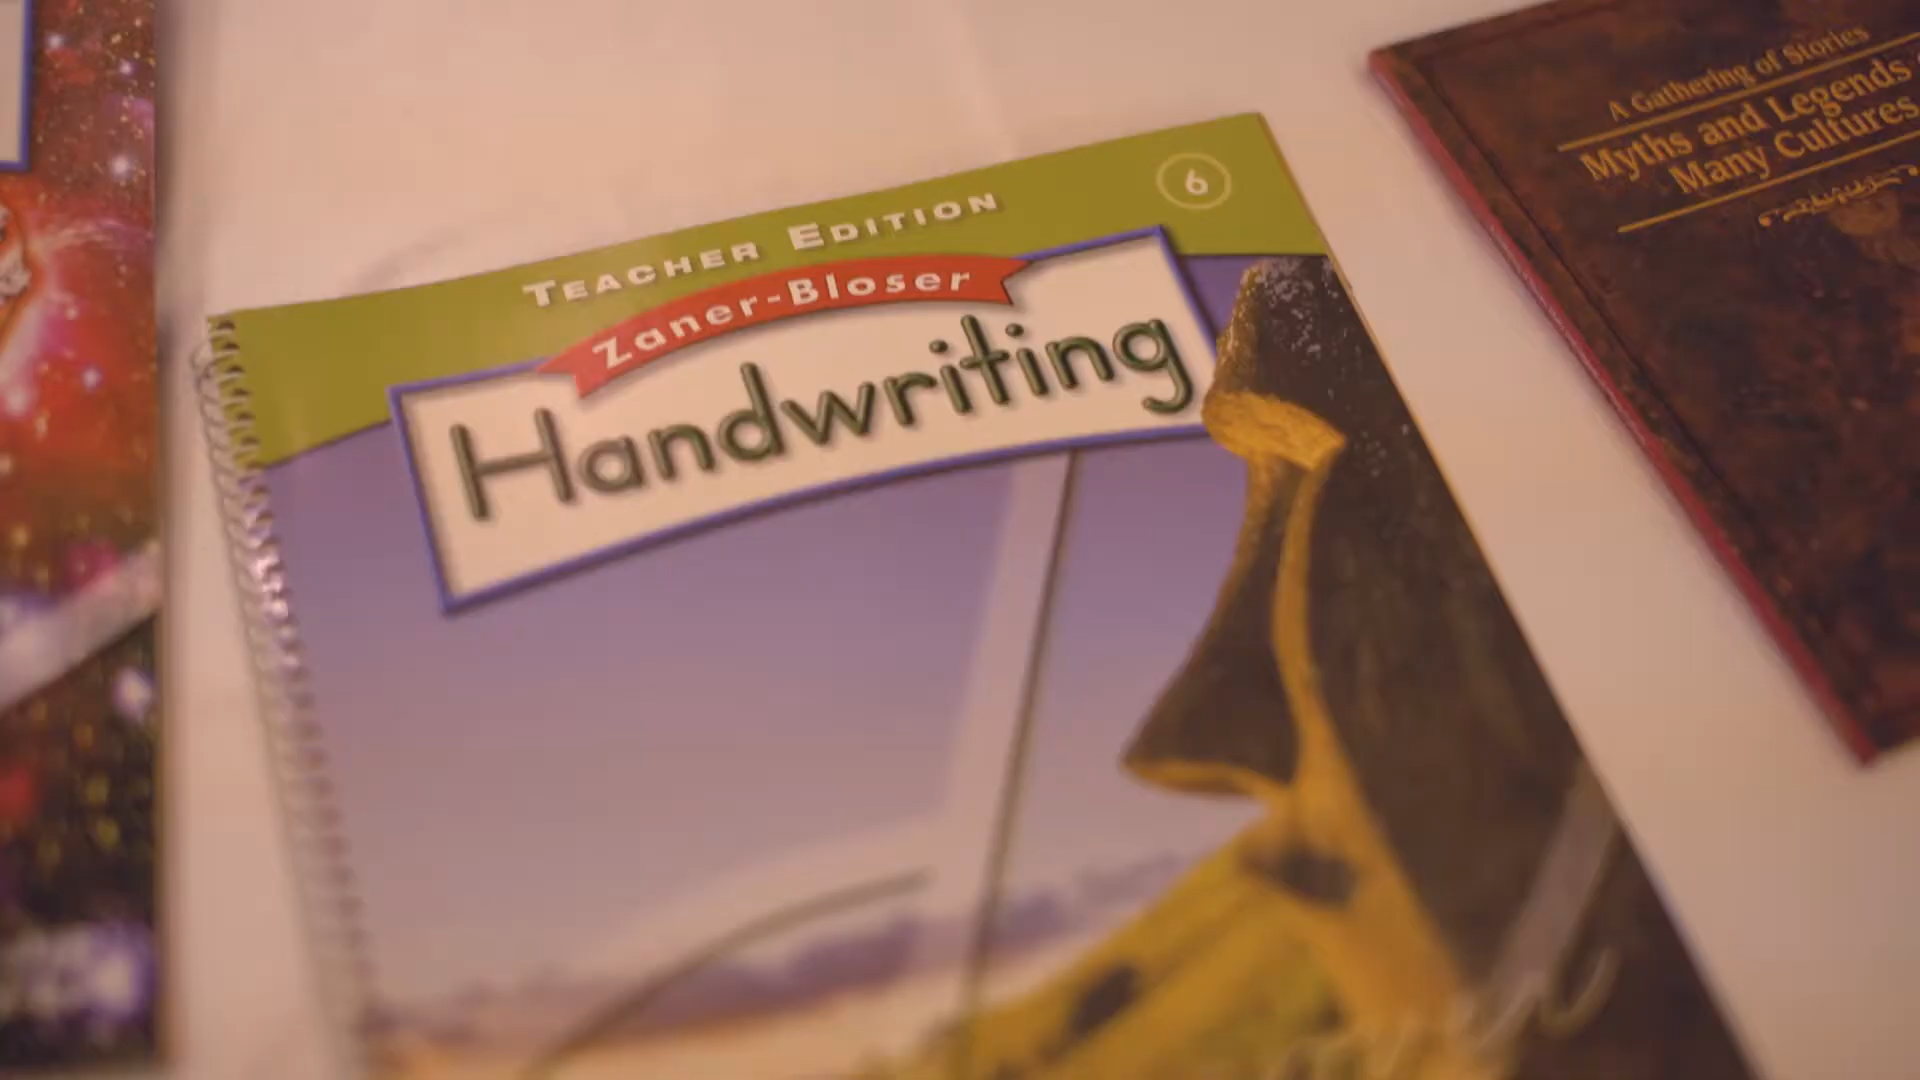 TEACHER EDITION
6
Zaner-Bloser
Handwriting
A Gathering of Stories
Myths and Legends
Many Cultures